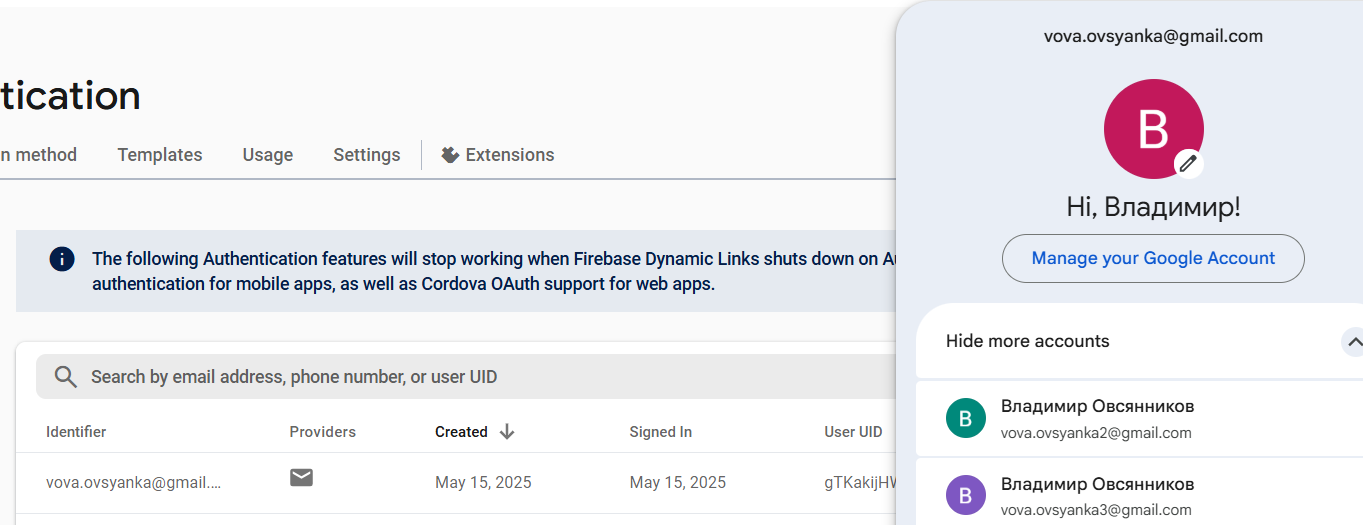 tication
n method Templates Usage Settings Extensions
The following Authentication features will stop working when Firebase Dynamic Links shuts down on
authentication for mobile apps, as well as Cordova OAuth support for web apps.
Search by email address, phone number, or user UID
Identifier Providers Created Signed In User UID
vova.ovsyanka@gmail.... May 15, 2025 May 15, 2025 gTKakijH
vova.ovsyanka@gmail.com
В
Hi, Владимир!
Manage your Google Account
Hide more accounts
В
Владимир Овсянников
vova.ovsyanka2@gmail.com
В
Владимир Овсянников
vova.ovsyanka3@gmail.com